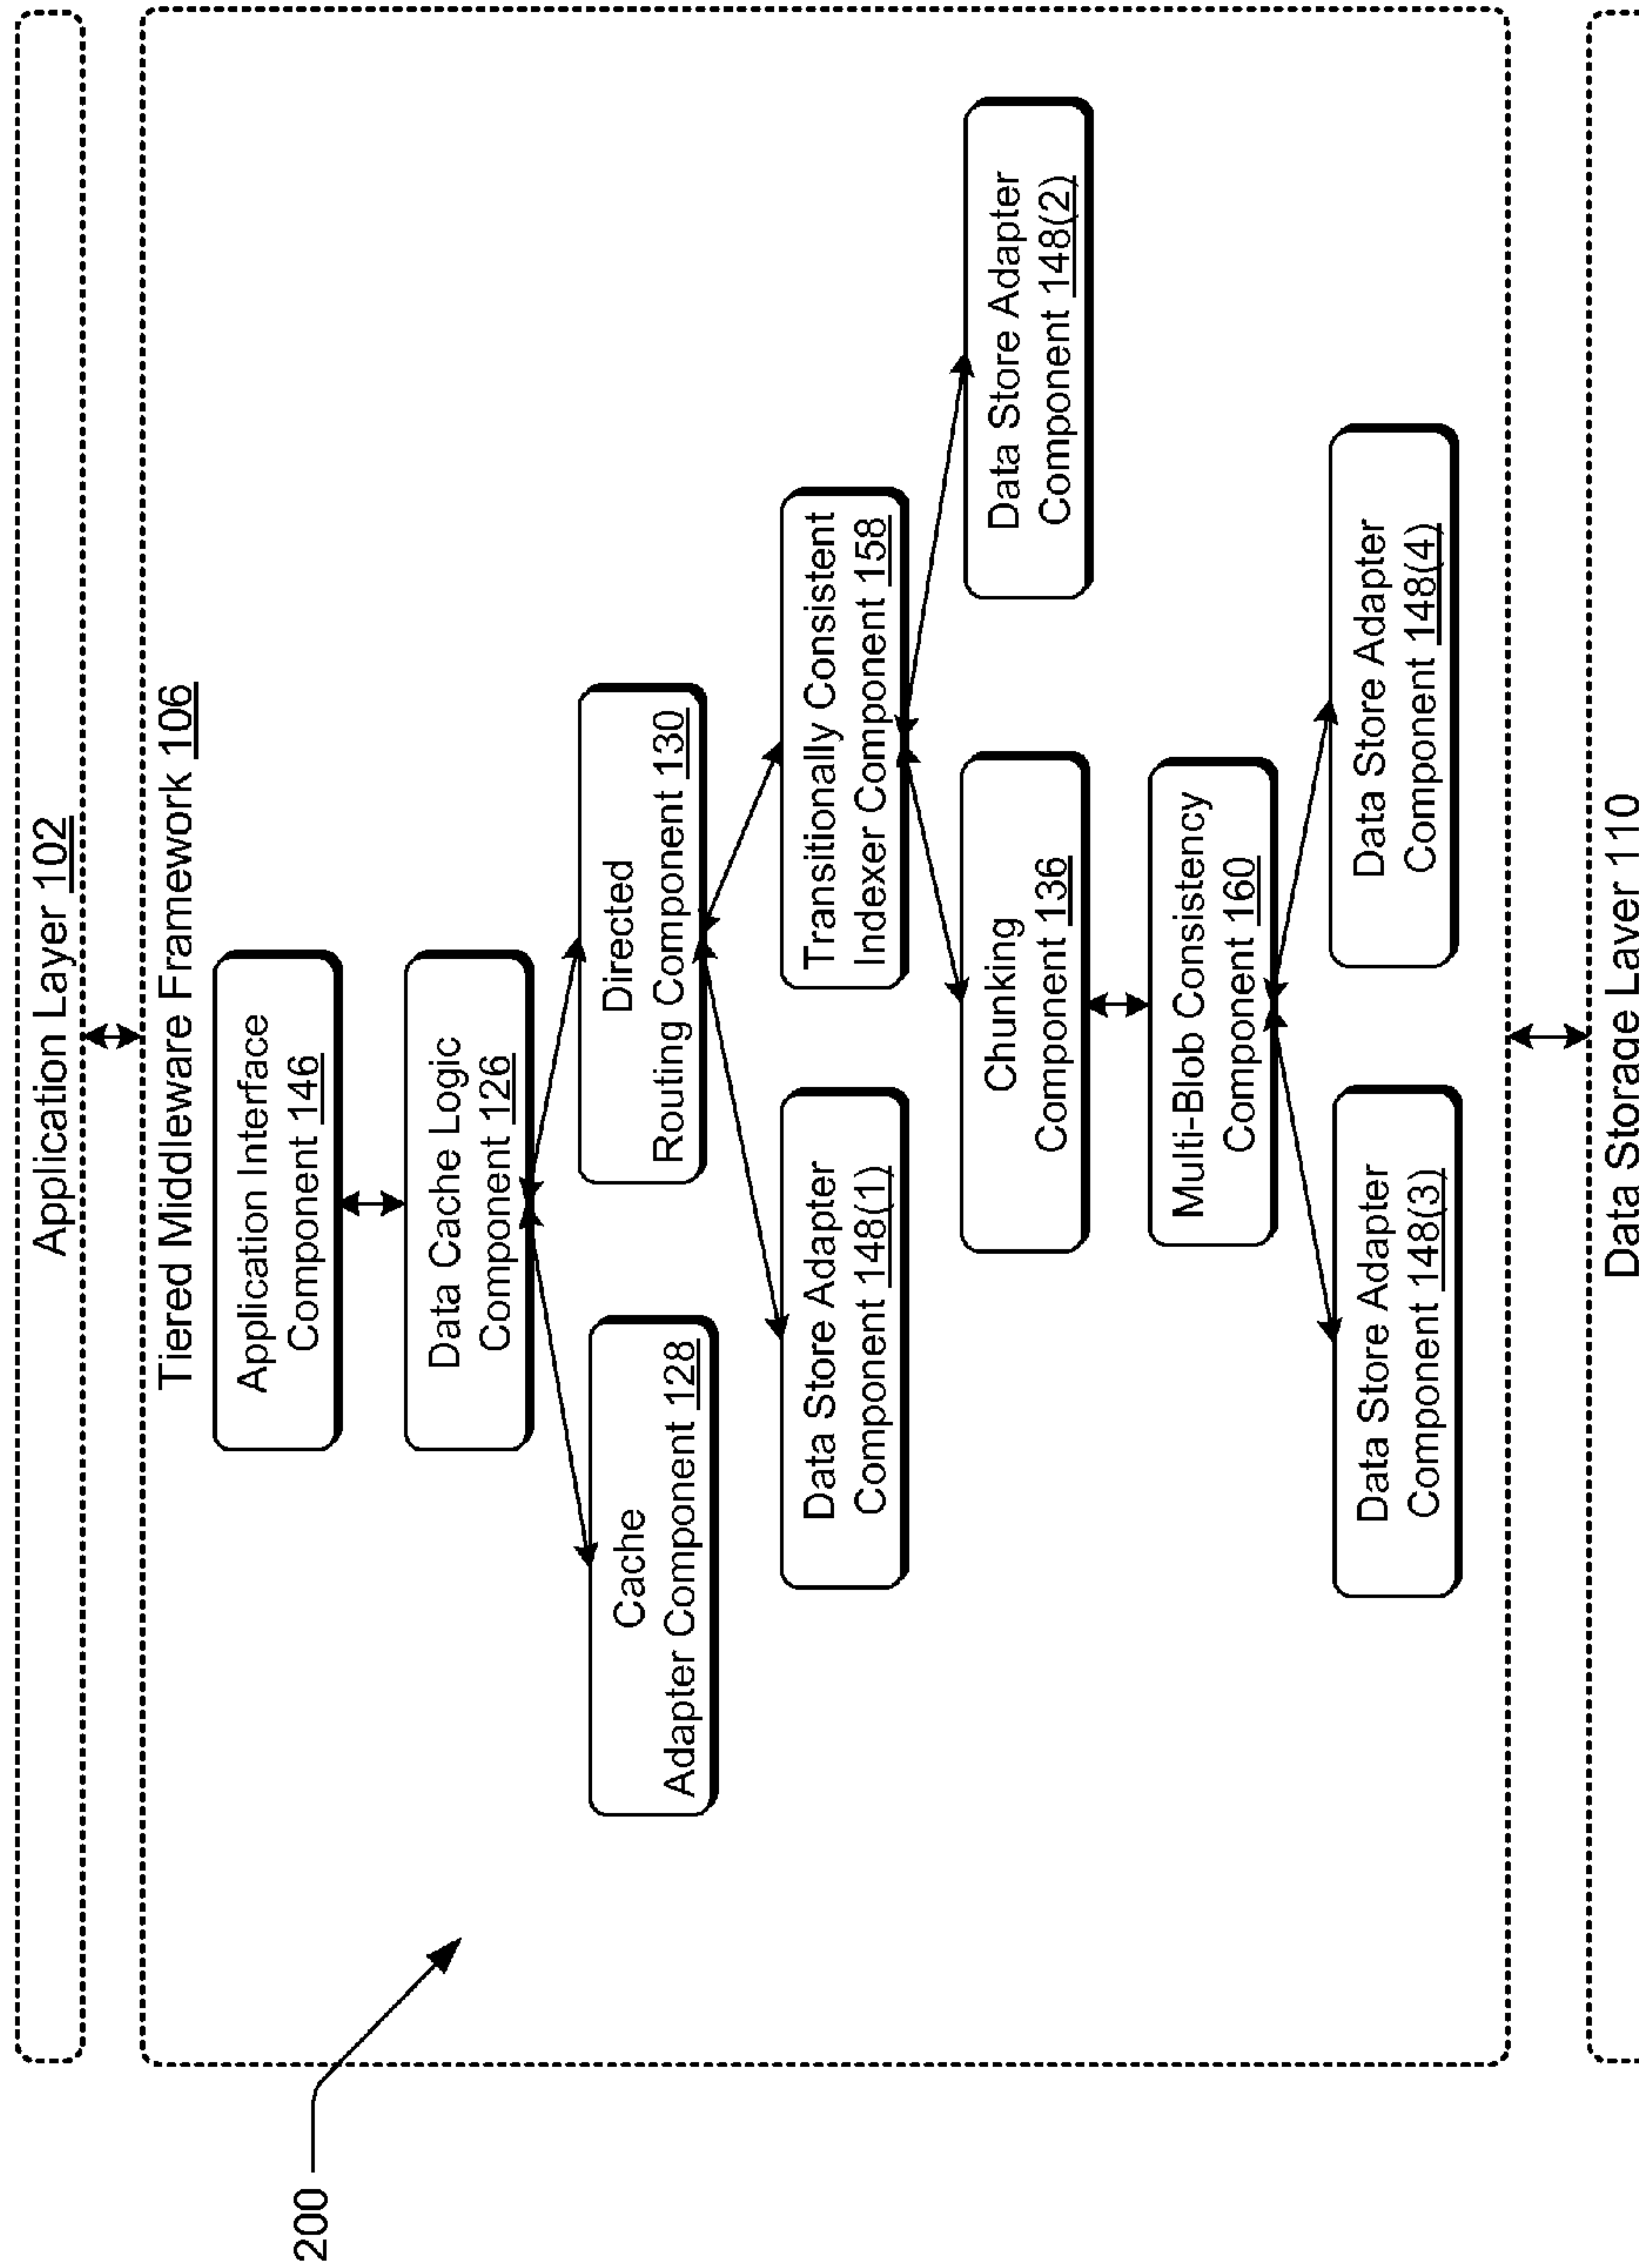 Application Layer 102
Tiered Middleware Framework 106
Application Interface
Component 146
Data Cache Logic
Component 126
Cache
Adapter Component 128
Directed
Routing Component 130
Data Store Adapter
Component 148(1)
Transitionally Consistent
Indexer Component 158
Chunking
Component 136
Data Store Adapter
Component 148(2)
Multi-Blob Consistency
Component 160
Data Store Adapter
Component 148(3)
Data Store Adapter
Component 148(4)
Data Storage Layer 110
200